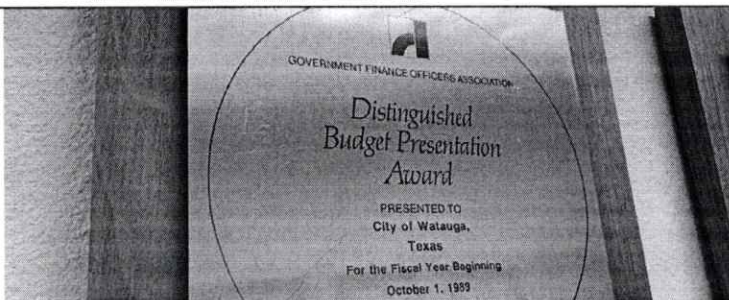 GOVERNMENT FINANCE OFFICERS ASSOCIATION
Distinguished
Budget Presentation
Award
PRESENTED TO
City of Watauga,
Texas
For the Fiscal Year Beginning
October 1, 1989